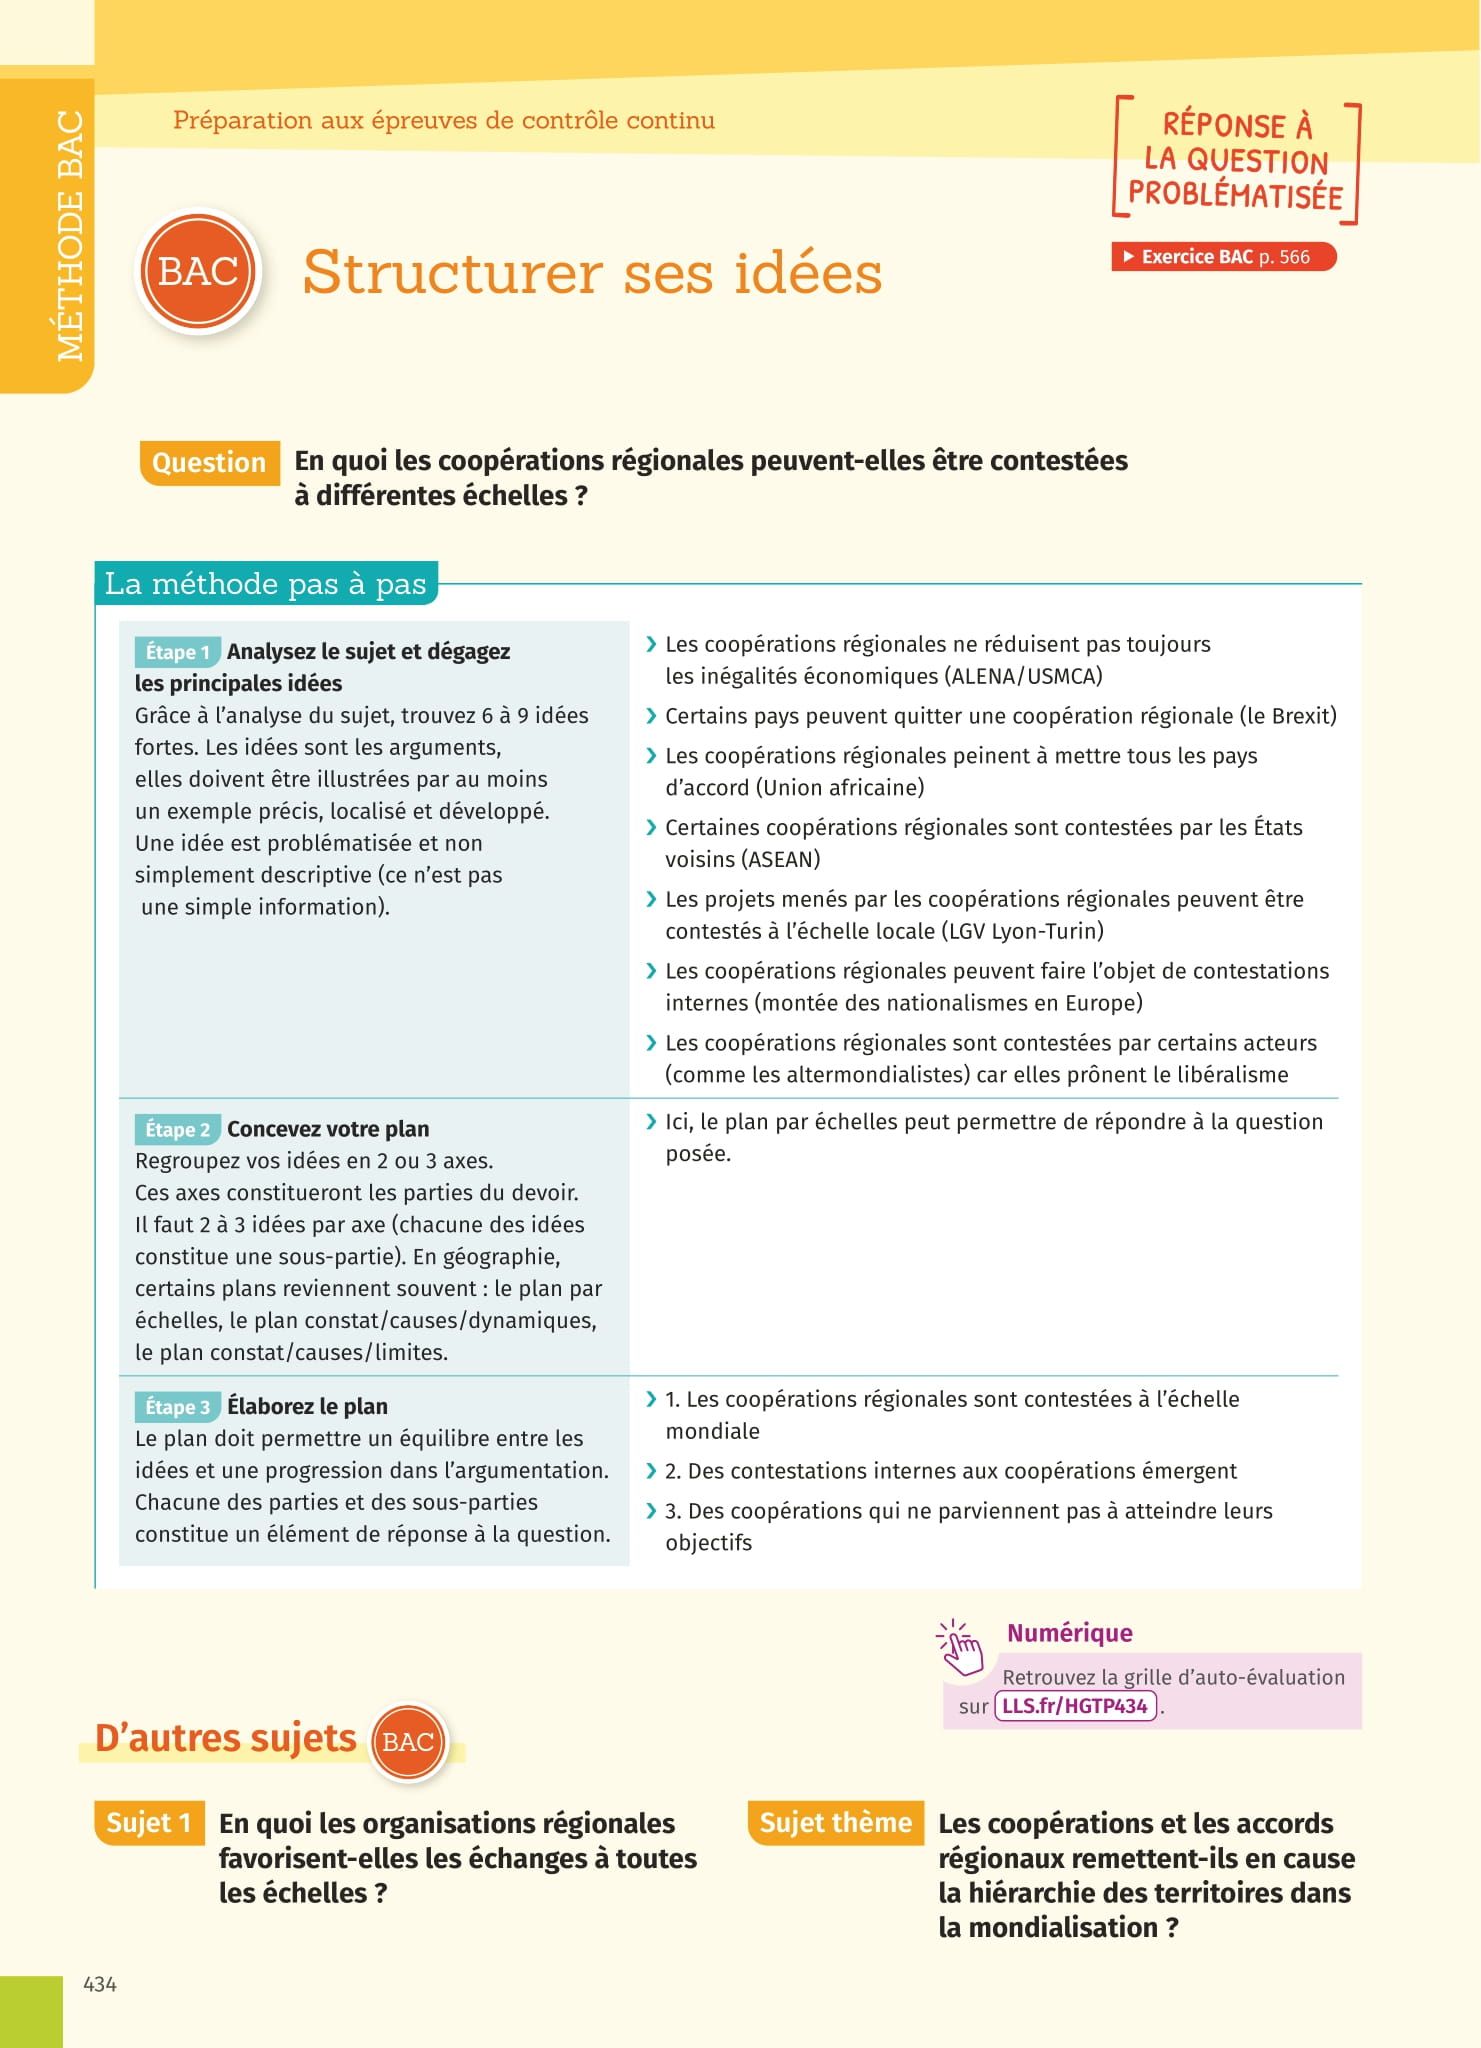 MÉTHODE BAC
Préparation aux épreuves de contrôle continu
RÉPONSE À
LA QUESTION
PROBLÉMATISÉE
▶ Exercice BAC p. 566
BAC
Structurer ses idées
Question
En quoi les coopérations régionales peuvent-elles être contestées
à différentes échelles ?
La méthode pas à pas
Étape 1 Analysez le sujet et dégagez
les principales idées
Grâce à l’analyse du sujet, trouvez 6 à 9 idées
fortes. Les idées sont les arguments,
elles doivent être illustrées par au moins
un exemple précis, localisé et développé.
Une idée est problématisée et non
simplement descriptive (ce n’est pas
une simple information).
❯ Les coopérations régionales ne réduisent pas toujours
les inégalités économiques (ALENA/USMCA)
❯ Certains pays peuvent quitter une coopération régionale (le Brexit)
❯ Les coopérations régionales peinent à mettre tous les pays
d’accord (Union africaine)
❯ Certaines coopérations régionales sont contestées par les États
voisins (ASEAN)
❯ Les projets menés par les coopérations régionales peuvent être
contestés à l’échelle locale (LGV Lyon-Turin)
❯ Les coopérations régionales peuvent faire l’objet de contestations
internes (montée des nationalismes en Europe)
❯ Les coopérations régionales sont contestées par certains acteurs
(comme les altermondialistes) car elles prônent le libéralisme
Étape 2 Concevez votre plan
Regroupez vos idées en 2 ou 3 axes.
Ces axes constitueront les parties du devoir.
Il faut 2 à 3 idées par axe (chacune des idées
constitue une sous-partie). En géographie,
certains plans reviennent souvent : le plan par
échelles, le plan constat/causes/dynamiques,
le plan constat/causes/limites.
❯ Ici, le plan par échelles peut permettre de répondre à la question
posée.
Étape 3 Élaborez le plan
Le plan doit permettre un équilibre entre les
idées et une progression dans l’argumentation.
Chacune des parties et des sous-parties
constitue un élément de réponse à la question.
❯ 1. Les coopérations régionales sont contestées à l’échelle
mondiale
❯ 2. Des contestations internes aux coopérations émergent
❯ 3. Des coopérations qui ne parviennent pas à atteindre leurs
objectifs
Numérique
Retrouvez la grille d’auto-évaluation
sur LLS.fr/HGTP434 .
D’autres sujets BAC
Sujet 1
En quoi les organisations régionales
favorisent-elles les échanges à toutes
les échelles ?
Sujet thème
Les coopérations et les accords
régionaux remettent-ils en cause
la hiérarchie des territoires dans
la mondialisation ?
434